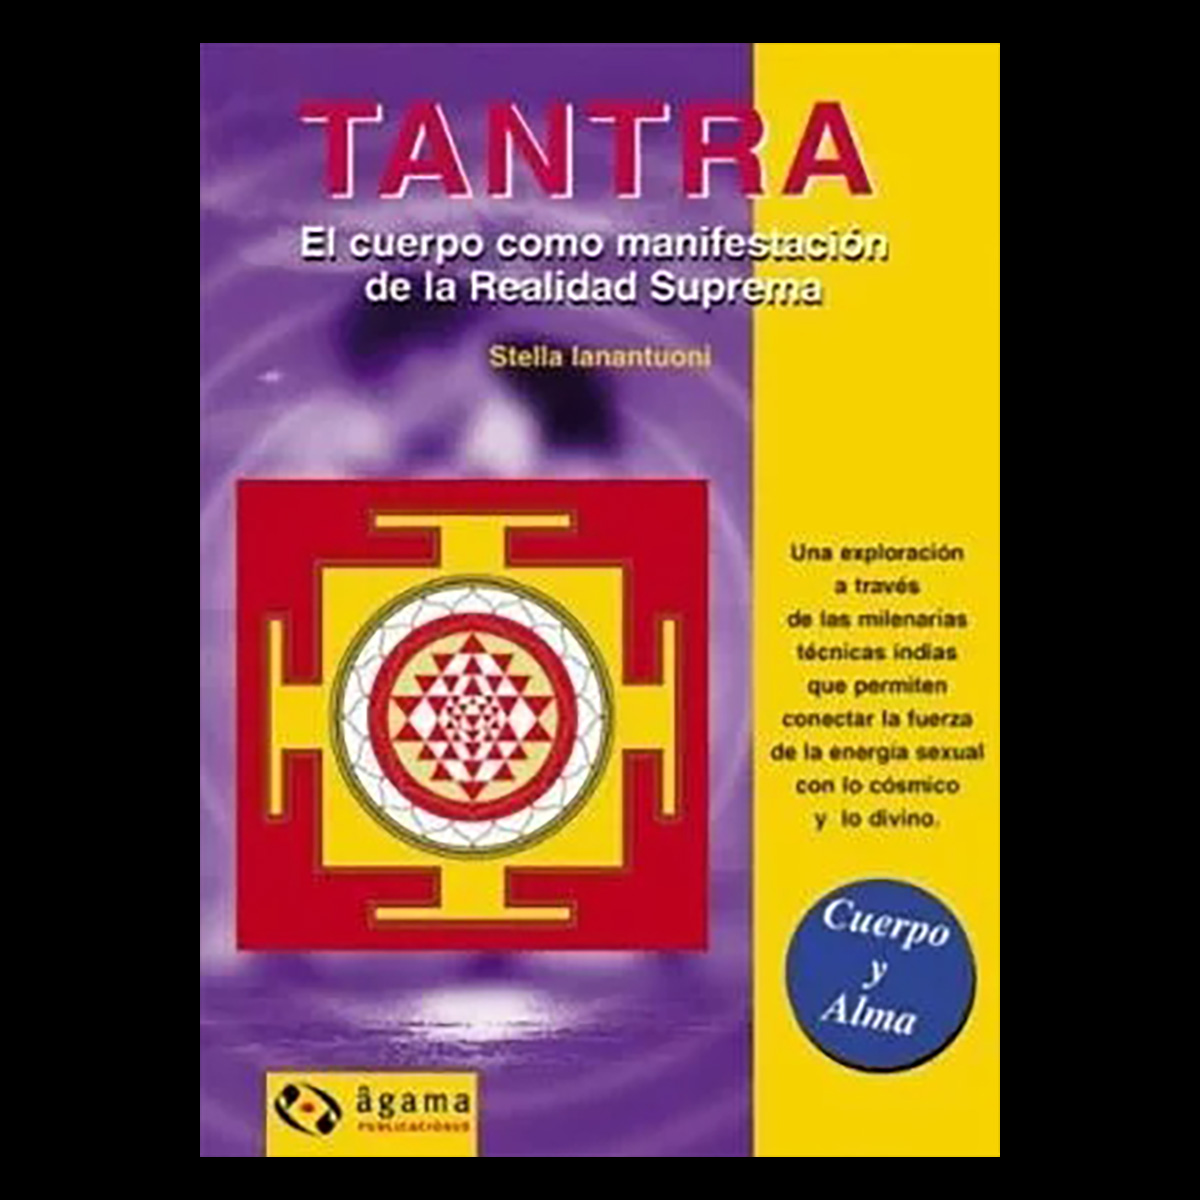 TANTRA
El cuerpo como manifestación
de la Realidad Suprema
Stella Ianantuoni
Una exploración
a través
de las milenarias
técnicas indias
que permiten
conectar la fuerza
de la energía sexual
con lo cósmico
y lo divino.
Cuerpo
y
Alma
âgama
PUBLICACIONES